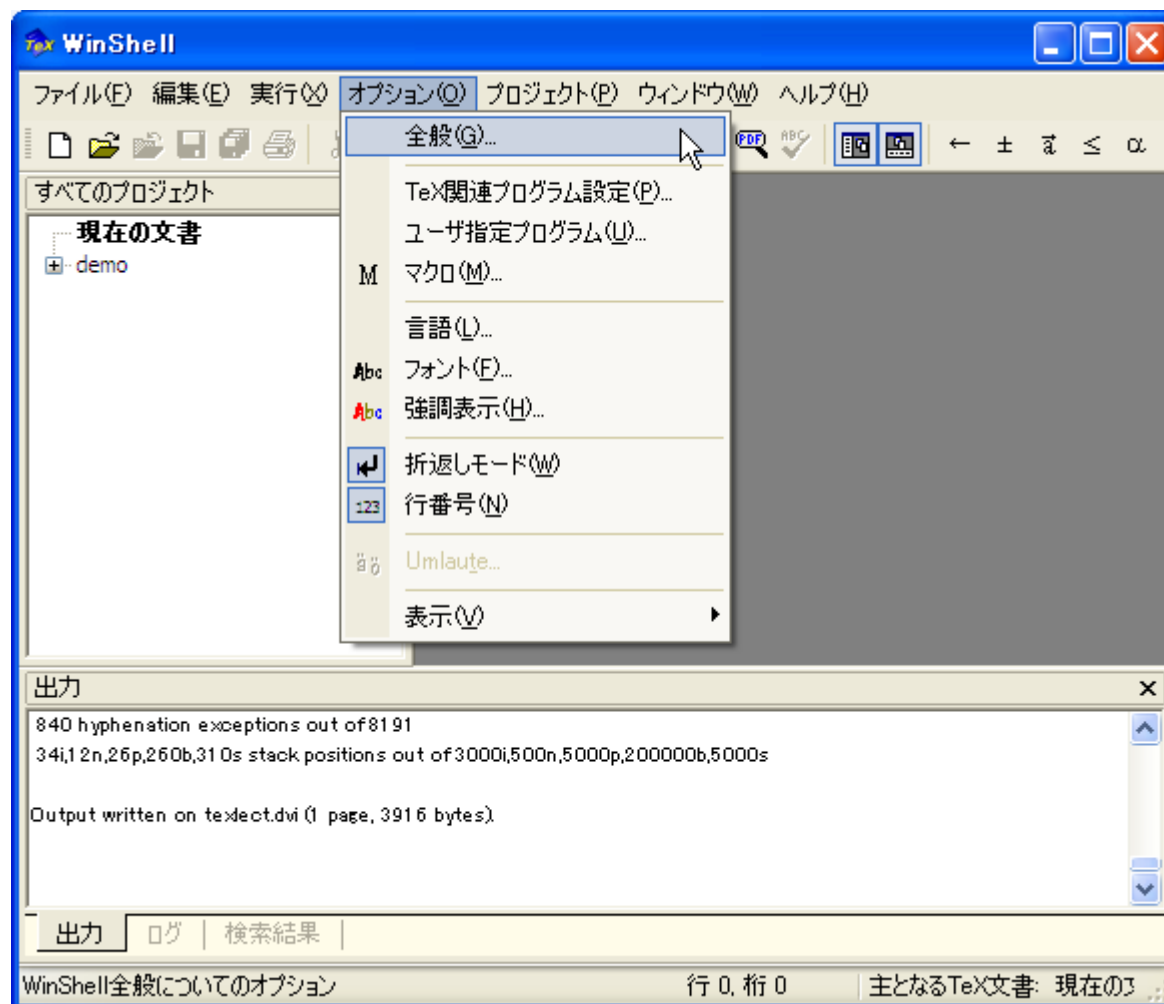 WinShell
ファイル(F) 編集(E) 実行(X) オプション(O) プロジェクト(P) ウィンドウ(W) ヘルプ(H)
PDF ABC ← ± a⃗ ≤ α
全般(G)...
TeX関連プログラム設定(P)...
ユーザ指定プログラム(U)...
M マクロ(M)...
言語(L)...
Abc フォント(F)...
Abc 強調表示(H)...
折返しモード(W)
123 行番号(N)
äö Umlaute...
表示(V)
すべてのプロジェクト
現在の文書
demo
出力
840 hyphenation exceptions out of 8191
34i,12n,26p,260b,310s stack positions out of 3000i,500n,5000p,200000b,5000s
Output written on texlect.dvi (1 page, 3916 bytes).
出力 ログ 検索結果
WinShell全般についてのオプション 行 0, 桁 0 主となるTeX文書: 現在の